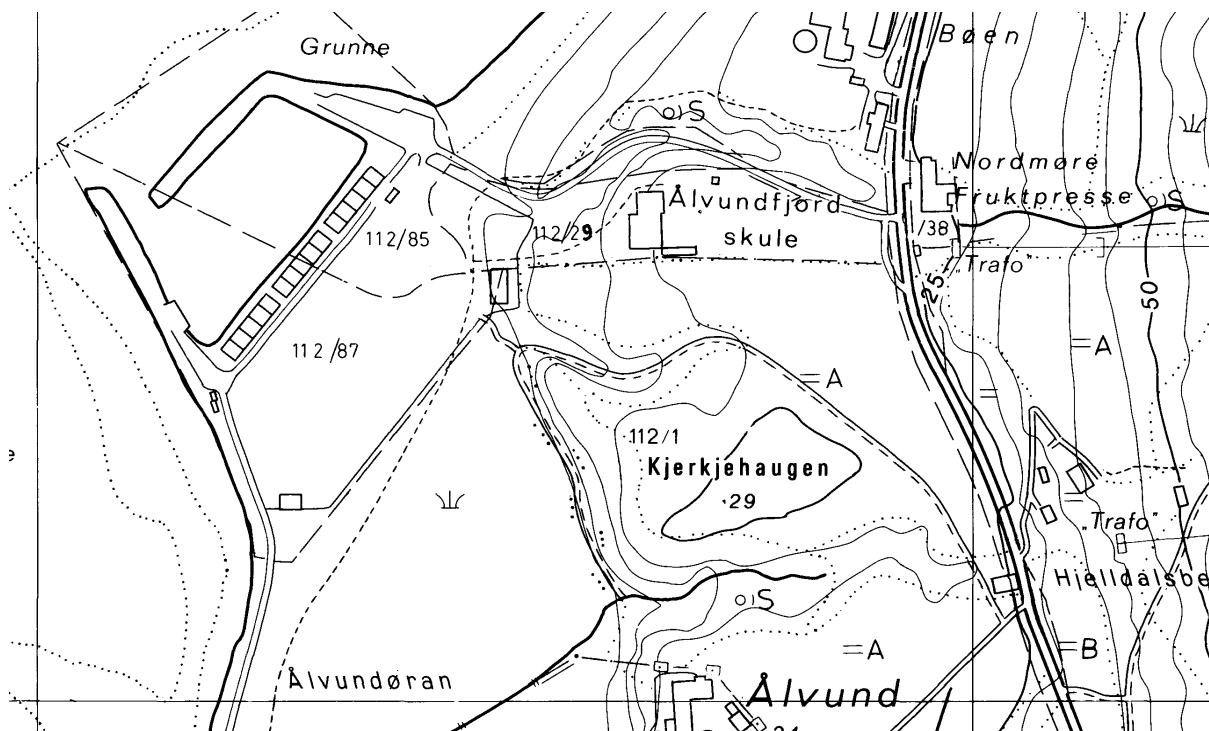 Grunne
Bøen
S
Nordmøre
Fruktpresse
S
Ålvundfjord
skule
112/85
112/29
/38
"Trafo"
25
50
112/87
A
A
112/1
Kjerkjehaugen
29
e
„Trafo"
Hjelldalsbe
S
A
B
Ålvundøran
Ålvund